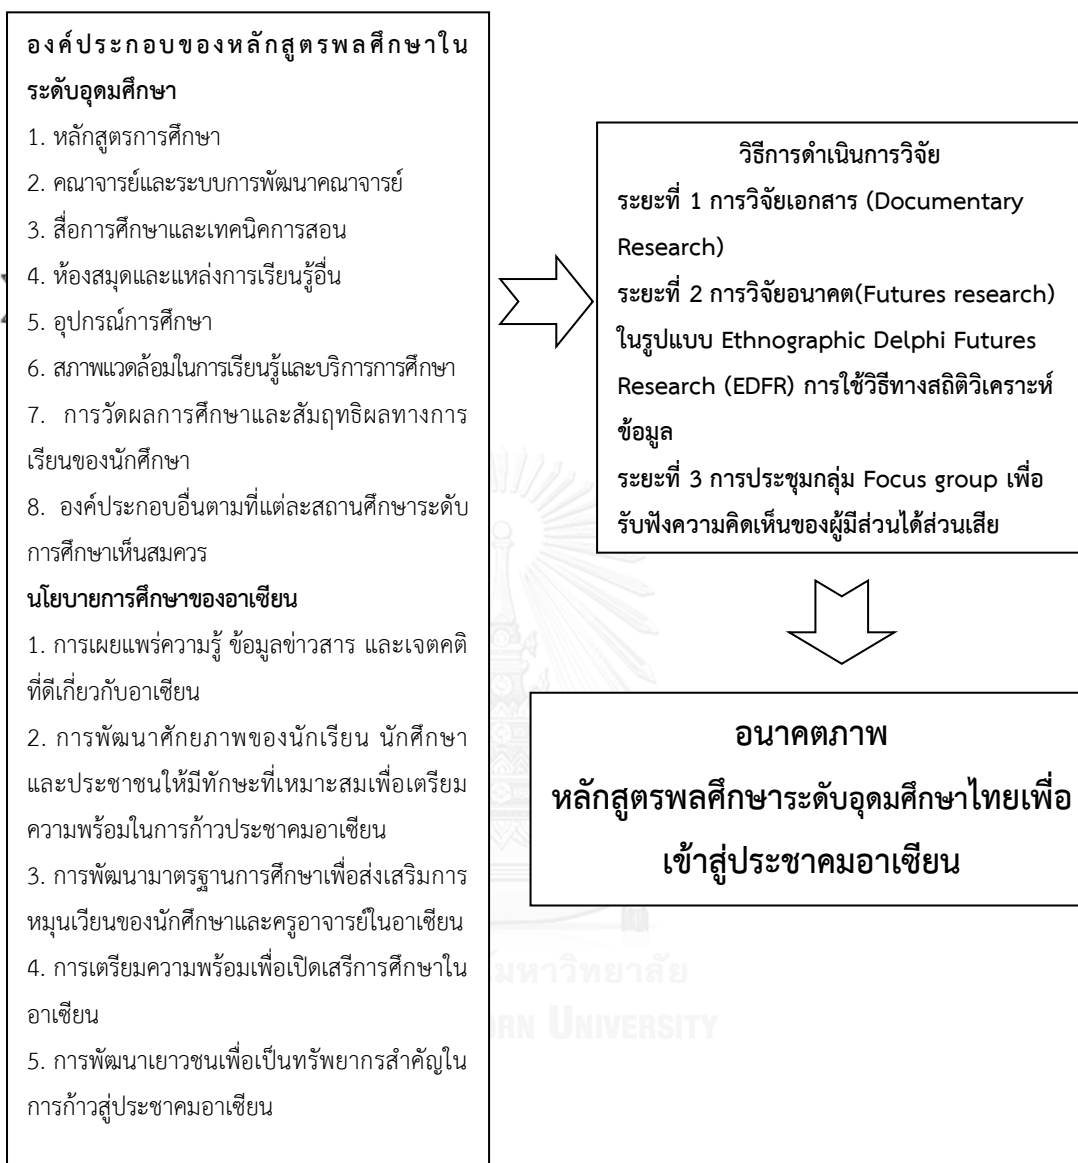 องค์ประกอบของหลักสูตรพลศึกษาใน
ระดับอุดมศึกษา
1. หลักสูตรการศึกษา
2. คณาจารย์และระบบการพัฒนาคณาจารย์
3. สื่อการศึกษาและเทคนิคการสอน
4. ห้องสมุดและแหล่งการเรียนรู้อื่น
5. อุปกรณ์การศึกษา
6. สภาพแวดล้อมในการเรียนรู้และบริการการศึกษา
7. การวัดผลการศึกษาและสัมฤทธิผลทางการ
เรียนของนักศึกษา
8. องค์ประกอบอื่นตามที่แต่ละสถานศึกษาระดับ
การศึกษาเห็นสมควร
นโยบายการศึกษาของอาเซียน
1. การเผยแพร่ความรู้ ข้อมูลข่าวสาร และเจตคติ
ที่ดีเกี่ยวกับอาเซียน
2. การพัฒนาศักยภาพของนักเรียน นักศึกษา
และประชาชนให้มีทักษะที่เหมาะสมเพื่อเตรียม
ความพร้อมในการก้าวประชาคมอาเซียน
3. การพัฒนามาตรฐานการศึกษาเพื่อส่งเสริมการ
หมุนเวียนของนักศึกษาและครูอาจารย์ในอาเซียน
4. การเตรียมความพร้อมเพื่อเปิดเสรีการศึกษาใน
อาเซียน
5. การพัฒนาเยาวชนเพื่อเป็นทรัพยากรสำคัญใน
การก้าวสู่ประชาคมอาเซียน
วิธีการดำเนินการวิจัย
ระยะที่ 1 การวิจัยเอกสาร (Documentary
Research)
ระยะที่ 2 การวิจัยอนาคต(Futures research)
ในรูปแบบ Ethnographic Delphi Futures
Research (EDFR) การใช้วิธีทางสถิติวิเคราะห์
ข้อมูล
ระยะที่ 3 การประชุมกลุ่ม Focus group เพื่อ
รับฟังความคิดเห็นของผู้มีส่วนได้ส่วนเสีย
อนาคตภาพ
หลักสูตรพลศึกษาระดับอุดมศึกษาไทยเพื่อ
เข้าสู่ประชาคมอาเซียน
มหาวิทยาลัย
RN UNIVERSITY